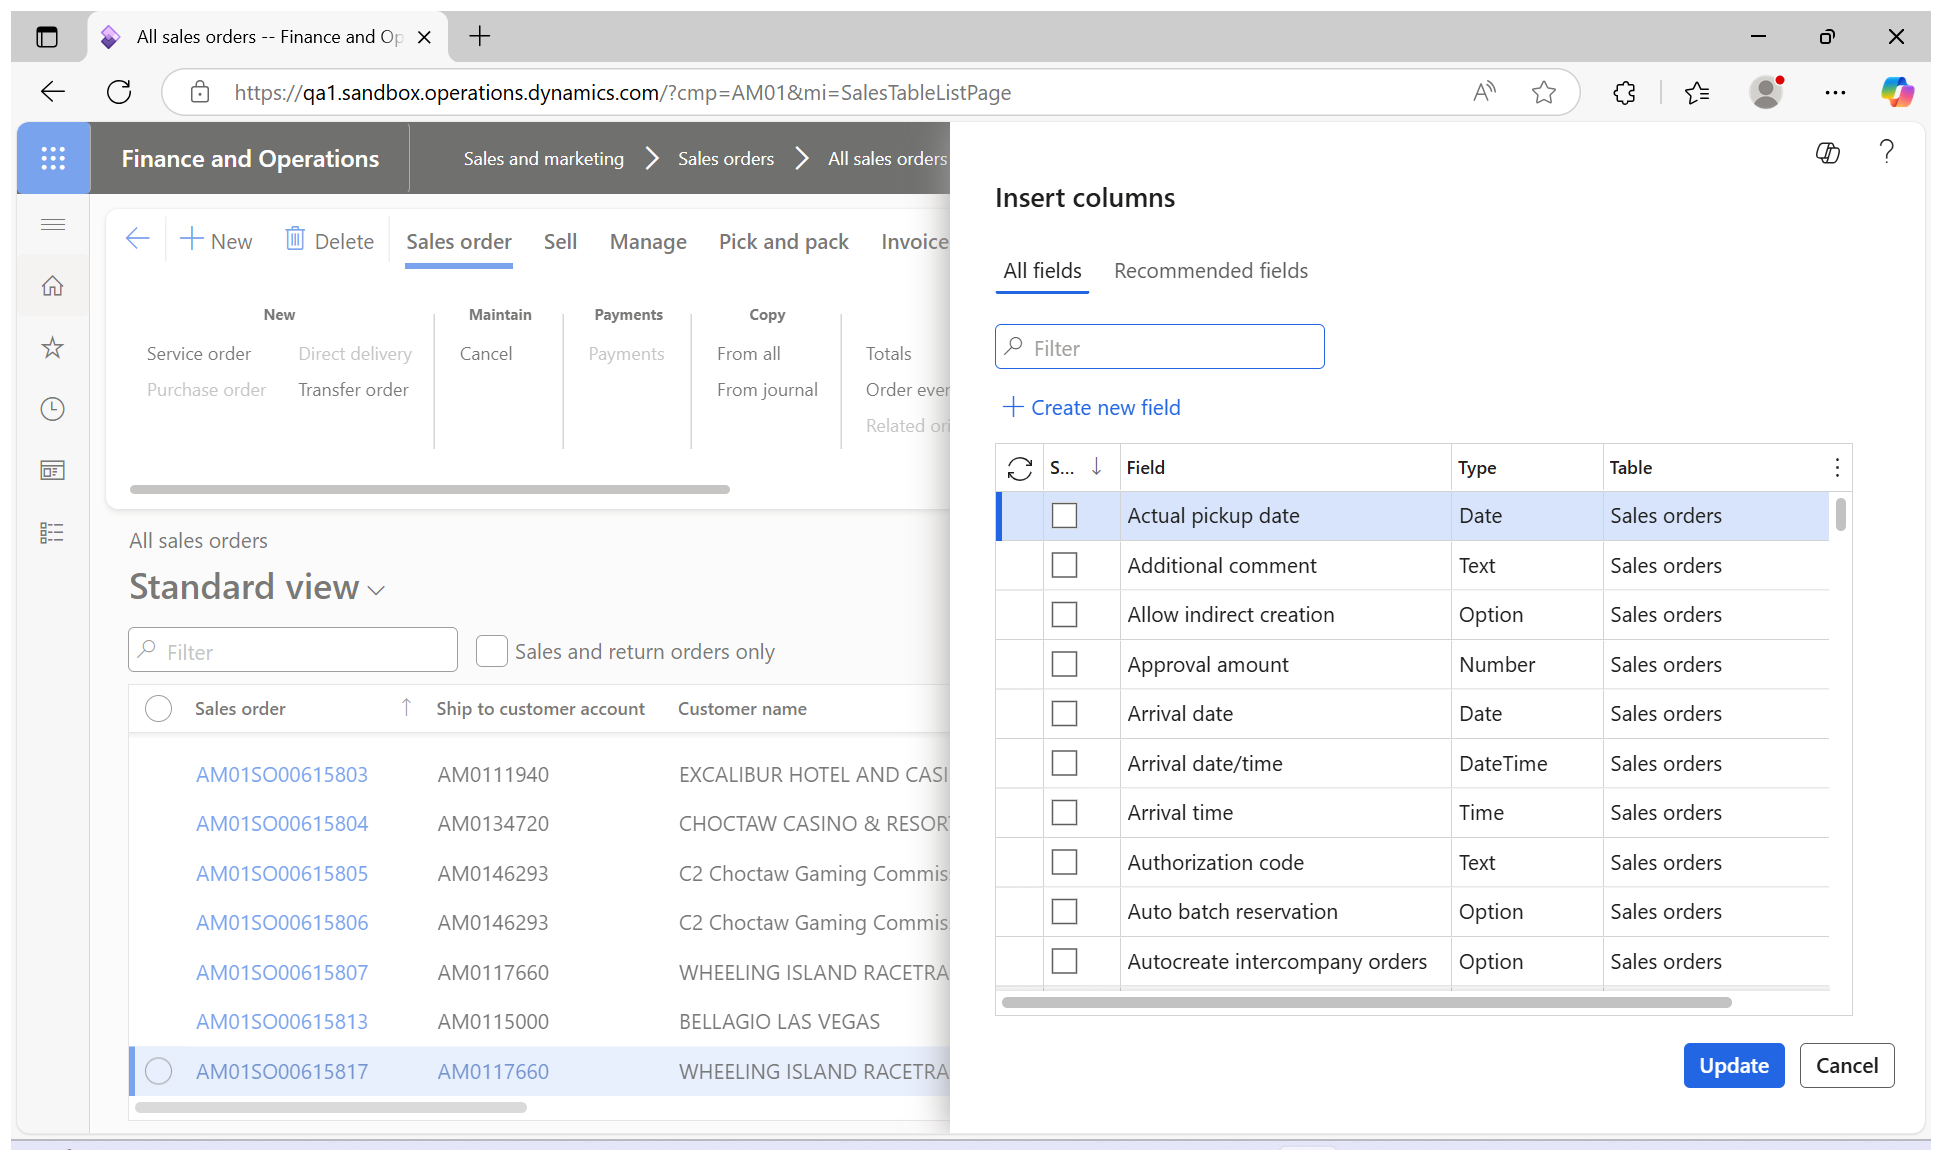 All sales orders -- Finance and Op
https://qa1.sandbox.operations.dynamics.com/?cmp=AM01&mi=SalesTableListPage
Finance and Operations
Sales and marketing
Sales orders
All sales orders
New
Delete
Sales order
Sell
Manage
Pick and pack
Invoice
New
Service order
Direct delivery
Purchase order
Transfer order
Maintain
Cancel
Payments
Payments
Copy
From all
From journal
Totals
Order ever
Related ori
All sales orders
Standard view
Filter
Sales and return orders only
Sales order Ship to customer account Customer name
AM01SO00615803 AM0111940 EXCALIBUR HOTEL AND CASI
AM01SO00615804 AM0134720 CHOCTAW CASINO & RESOR
AM01SO00615805 AM0146293 C2 Choctaw Gaming Commis
AM01SO00615806 AM0146293 C2 Choctaw Gaming Commis
AM01SO00615807 AM0117660 WHEELING ISLAND RACETRA
AM01SO00615813 AM0115000 BELLAGIO LAS VEGAS
AM01SO00615817 AM0117660 WHEELING ISLAND RACETRA
Insert columns
All fields
Recommended fields
Filter
Create new field
S... Field Type Table
Actual pickup date Date Sales orders
Additional comment Text Sales orders
Allow indirect creation Option Sales orders
Approval amount Number Sales orders
Arrival date Date Sales orders
Arrival date/time DateTime Sales orders
Arrival time Time Sales orders
Authorization code Text Sales orders
Auto batch reservation Option Sales orders
Autocreate intercompany orders Option Sales orders
Update
Cancel